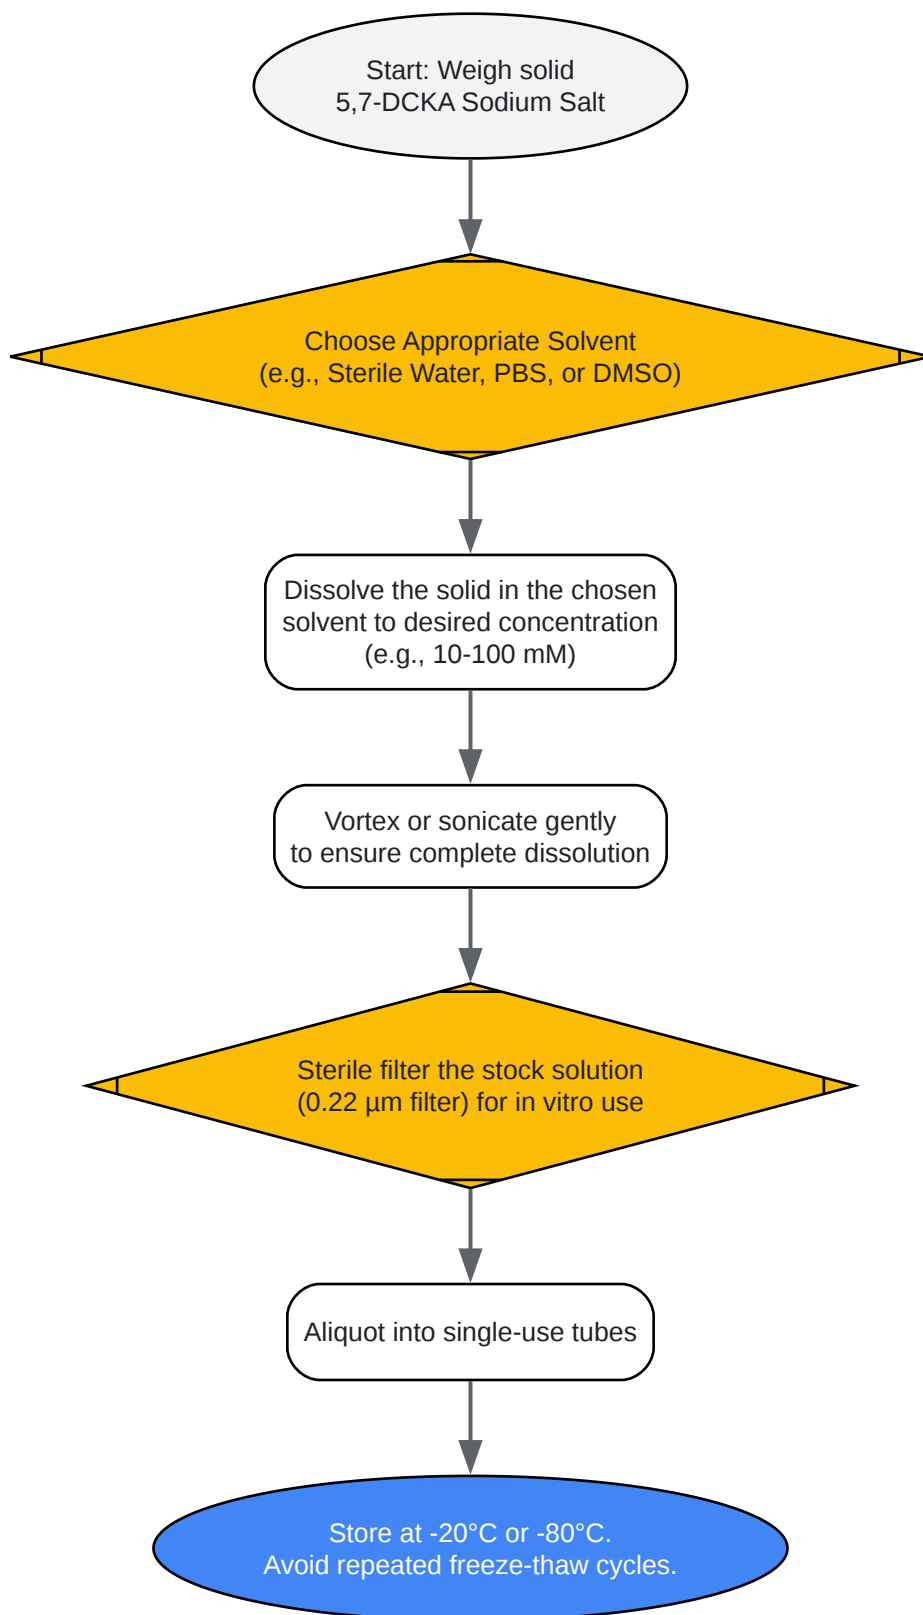 Start: Weigh solid
5,7-DCKA Sodium Salt
Choose Appropriate Solvent
(e.g., Sterile Water, PBS, or DMSO)
Dissolve the solid in the chosen
solvent to desired concentration
(e.g., 10-100 mM)
Vortex or sonicate gently
to ensure complete dissolution
Sterile filter the stock solution
(0.22 µm filter) for in vitro use
Aliquot into single-use tubes
Store at -20°C or -80°C.
Avoid repeated freeze-thaw cycles.